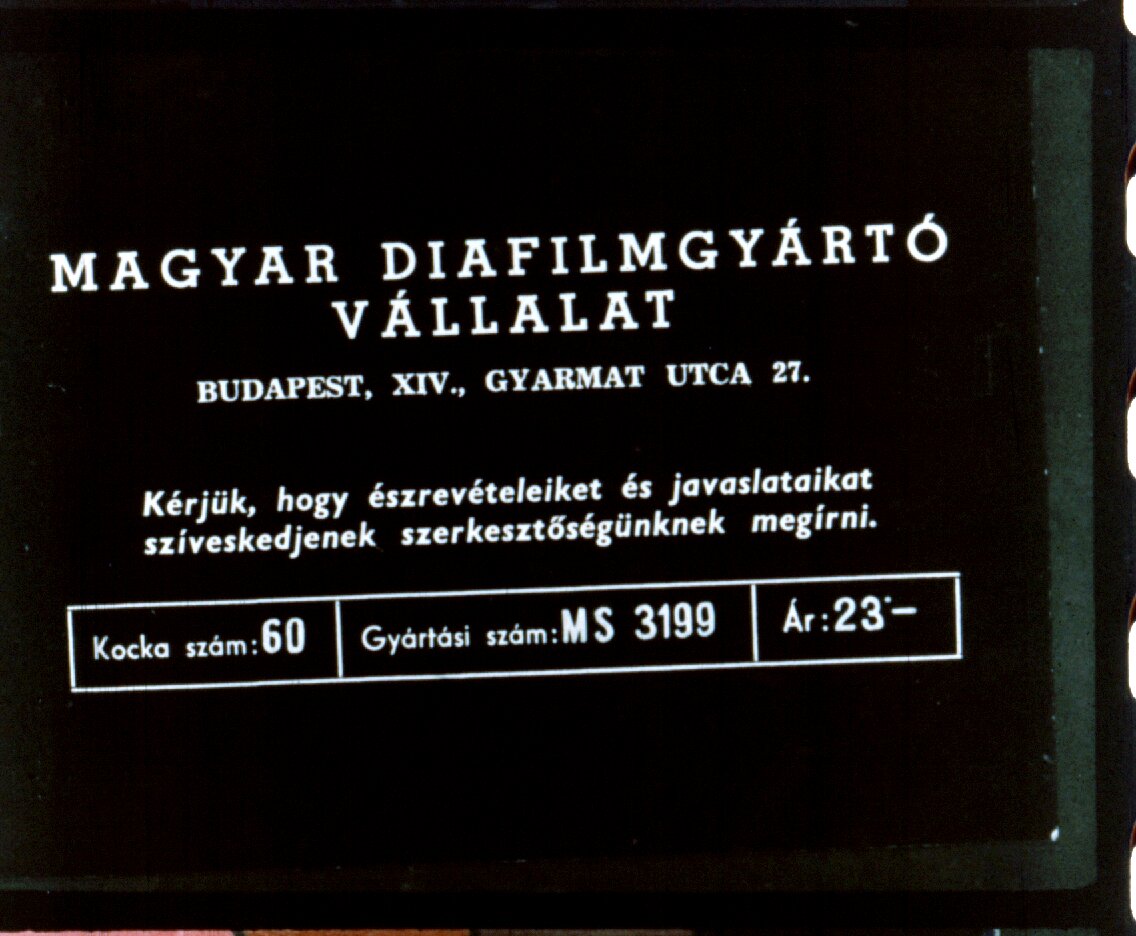 MAGYAR DIAFILMGYÁRTÓ
VÁLLALAT
BUDAPEST, XIV., GYARMAT UTCA 27.
Kérjük, hogy észrevételeiket és javaslataikat
szíveskedjenek szerkesztőségünknek megírni.
Kocka szám: 60 Gyártási szám: MS 3199 Ár: 23·–